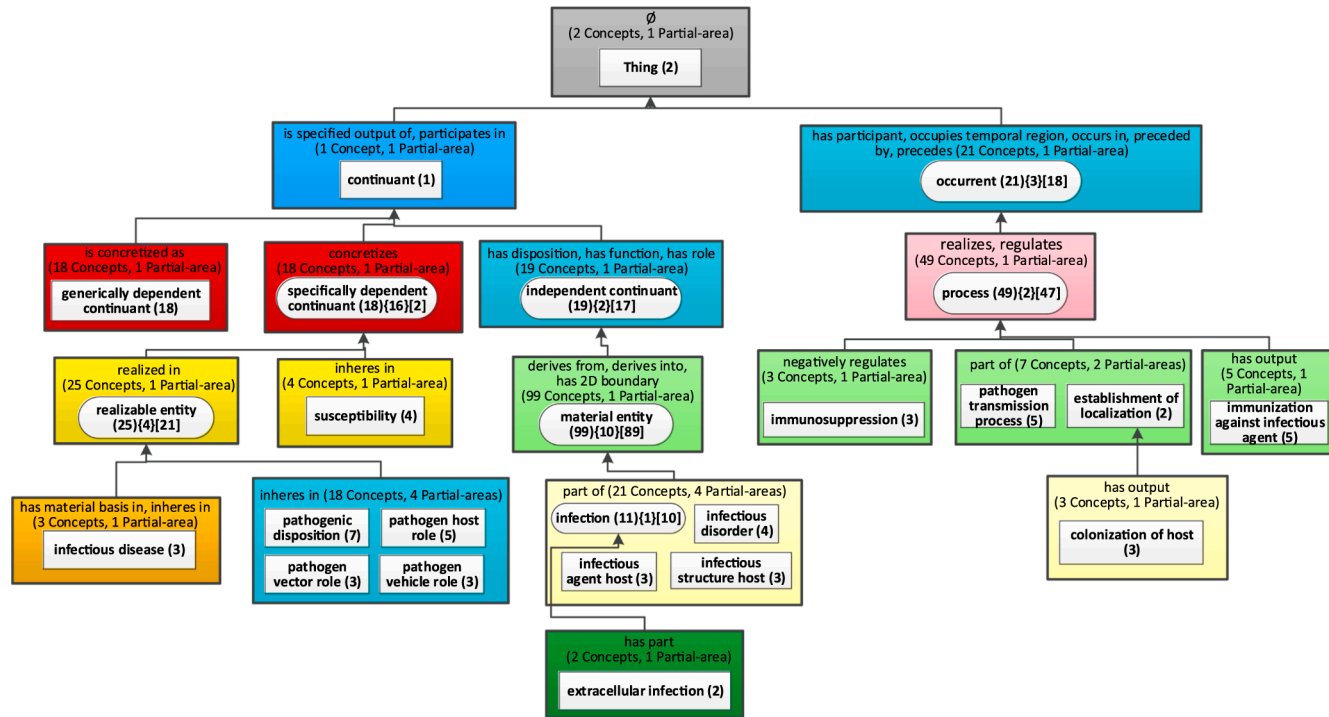 Ø
(2 Concepts, 1 Partial-area)
Thing (2)
is specified output of, participates in
(1 Concept, 1 Partial-area)
continuant (1)
has participant, occupies temporal region, occurs in, preceded
by, precedes (21 Concepts, 1 Partial-area)
occurrent (21){3}[18]
is concretized as
(18 Concepts, 1 Partial-area)
generically dependent
continuant (18)
concretizes
(18 Concepts, 1 Partial-area)
specifically dependent
continuant (18){16}[2]
has disposition, has function, has role
(19 Concepts, 1 Partial-area)
independent continuant
(19){2}[17]
realizes, regulates
(49 Concepts, 1 Partial-area)
process (49){2}[47]
realized in
(25 Concepts, 1 Partial-area)
realizable entity
(25){4}[21]
inheres in
(4 Concepts, 1 Partial-area)
susceptibility (4)
derives from, derives into,
has 2D boundary
(99 Concepts, 1 Partial-area)
material entity
(99){10}[89]
negatively regulates
(3 Concepts, 1 Partial-area)
immunosuppression (3)
part of (7 Concepts, 2 Partial-areas)
pathogen
transmission
process (5)
establishment of
localization (2)
has output
(5 Concepts, 1
Partial-area)
immunization
against infectious
agent (5)
has material basis in, inheres in
(3 Concepts, 1 Partial-area)
infectious disease (3)
inheres in (18 Concepts, 4 Partial-areas)
pathogenic
disposition (7)
pathogen host
role (5)
pathogen
vector role (3)
pathogen
vehicle role (3)
part of (21 Concepts, 4 Partial-areas)
infection (11){1}[10]
infectious
disorder (4)
infectious
agent host (3)
infectious
structure host (3)
has output
(3 Concepts, 1 Partial-area)
colonization of host
(3)
has part
(2 Concepts, 1 Partial-area)
extracellular infection (2)